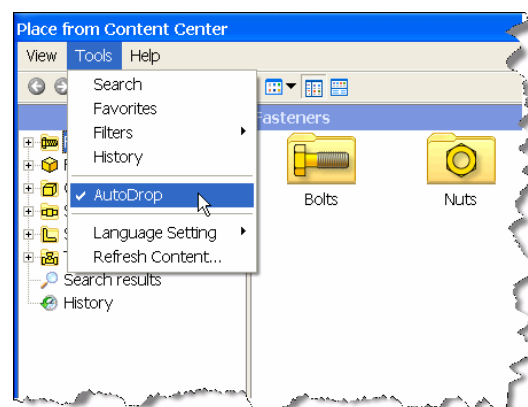 Place from Content Center
View Tools Help
Search
Favorites
Filters
History
AutoDrop
Language Setting
Refresh Content...
Search results
History
Fasteners
Bolts
Nuts